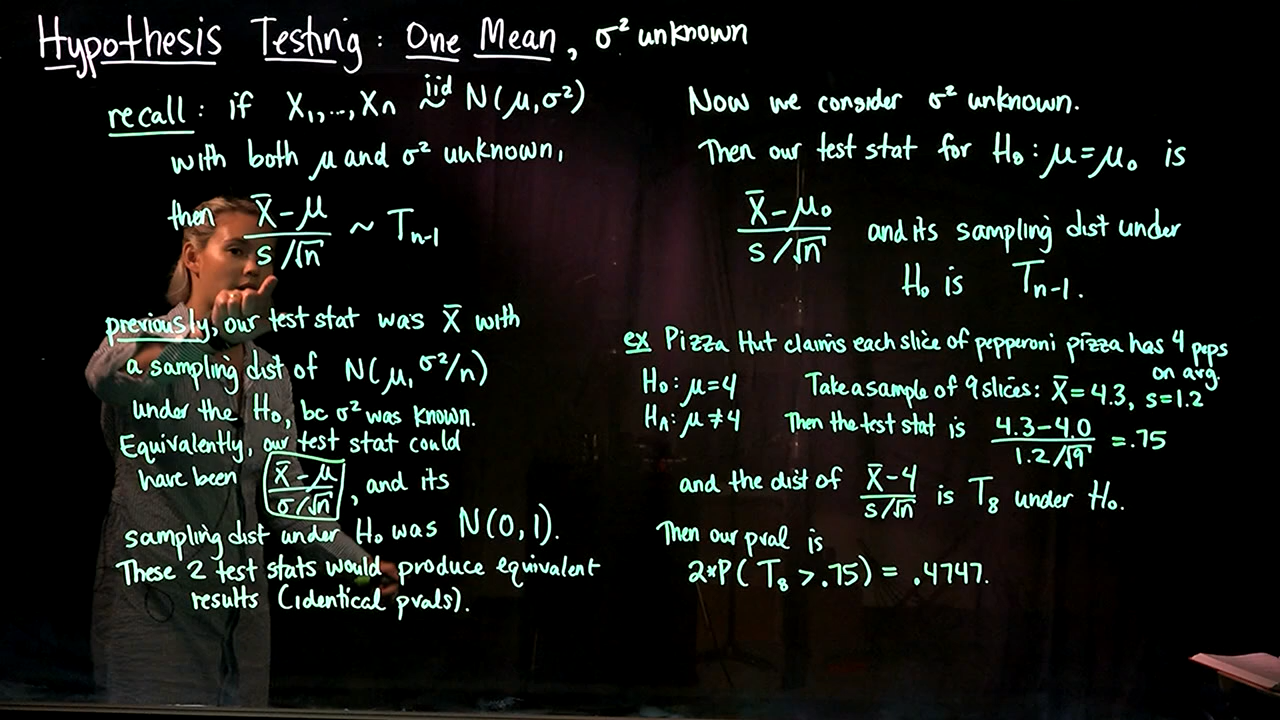 Hypothesis Testing: One Mean, σ² unknown
recall: if X₁,..., Xn iid ~ N(μ,σ²)
with both μ and σ² unknown,
then X̄-μ / s/√n ~ Tn-1
previously, our test stat was X̄ with
a sampling dist of N(μ, σ²/n)
under the H₀, bc σ² was known.
Equivalently, our test stat could
have been X̄-μ / σ/√n, and its
sampling dist under H₀ was N(0,1).
These 2 test stats would produce equivalent
results (identical pvals).
Now we consider σ² unknown.
Then our test stat for H₀: μ=μ₀ is
X̄-μ₀ / s/√n and its sampling dist under
H₀ is Tn-1.
ex Pizza Hut claims each slice of pepperoni pizza has 4 peps
on avg.
H₀: μ=4 Take a sample of 9 slices: X̄=4.3, s=1.2
HA: μ≠4 Then the test stat is 4.3-4.0 / 1.2/√9 = .75
and the dist of X̄-4 / s/√n is T₈ under H₀.
Then our pval is
2*P(T₈ > .75) = .4747.